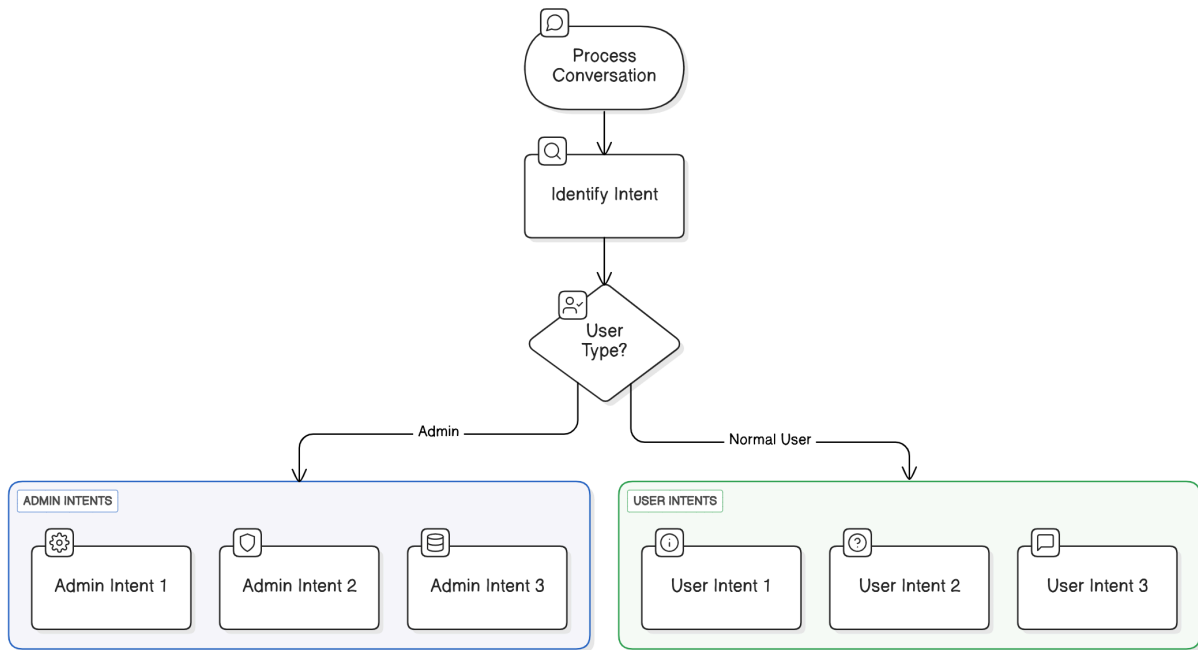 Process
Conversation
Identify Intent
User
Type?
Admin
Normal User
ADMIN INTENTS
Admin Intent 1
Admin Intent 2
Admin Intent 3
USER INTENTS
User Intent 1
User Intent 2
User Intent 3